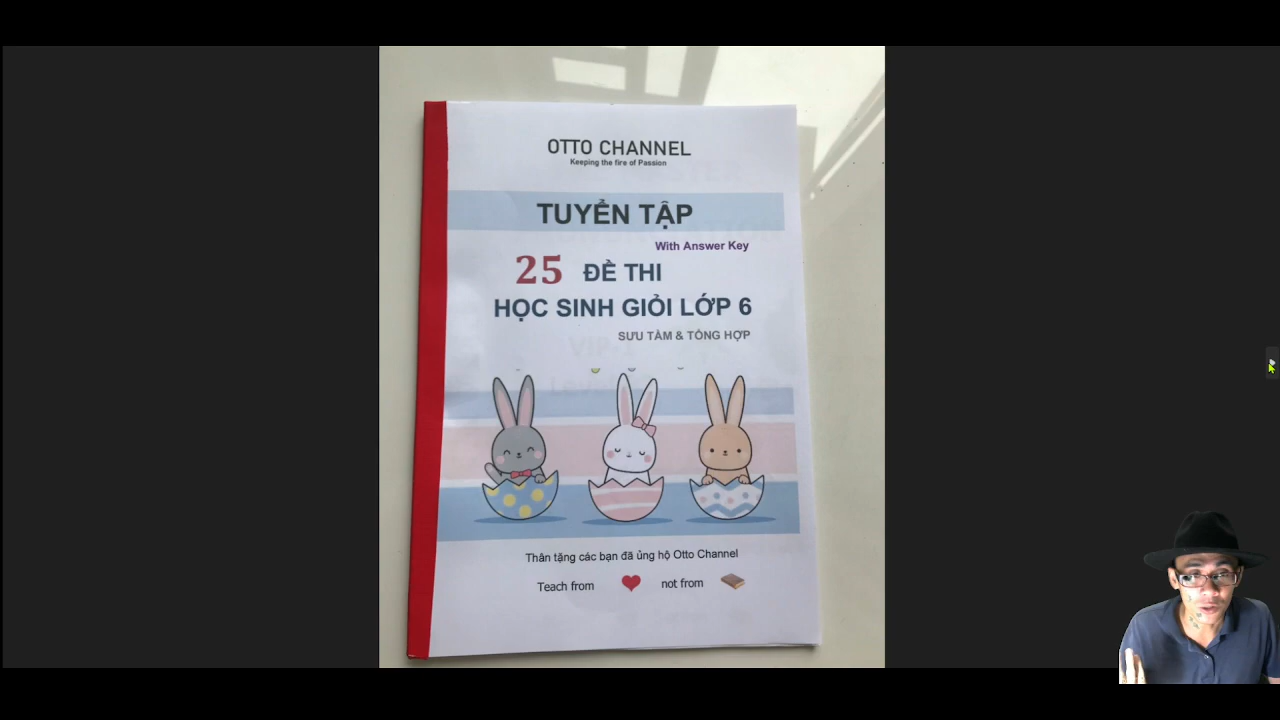 OTTO CHANNEL
Keeping the fire of Passion
TUYỂN TẬP
With Answer Key
25 ĐỀ THI
HỌC SINH GIỎI LỚP 6
SƯU TẦM & TỔNG HỢP
Thân tặng các bạn đã ủng hộ Otto Channel
Teach from not from